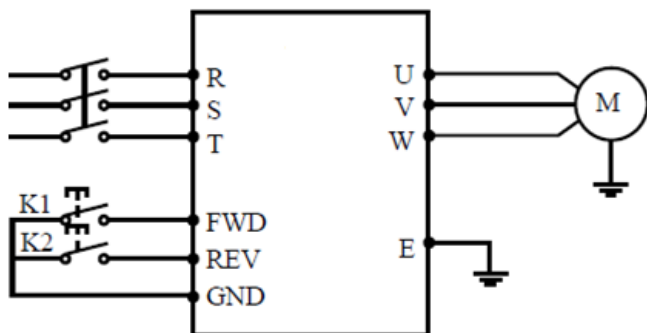 R U
S V M
T W
K1 FWD
K2 REV E
GND